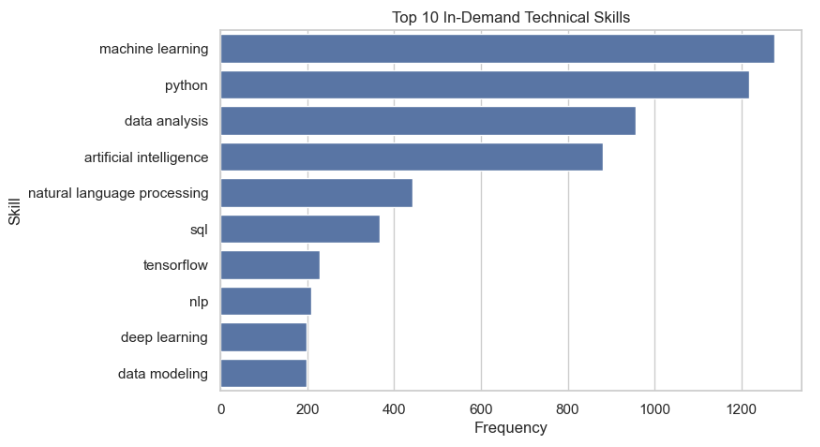 Top 10 In-Demand Technical Skills
machine learning
python
data analysis
artificial intelligence
natural language processing
sql
tensorflow
nlp
deep learning
data modeling
Skill
0 200 400 600 800 1000 1200
Frequency